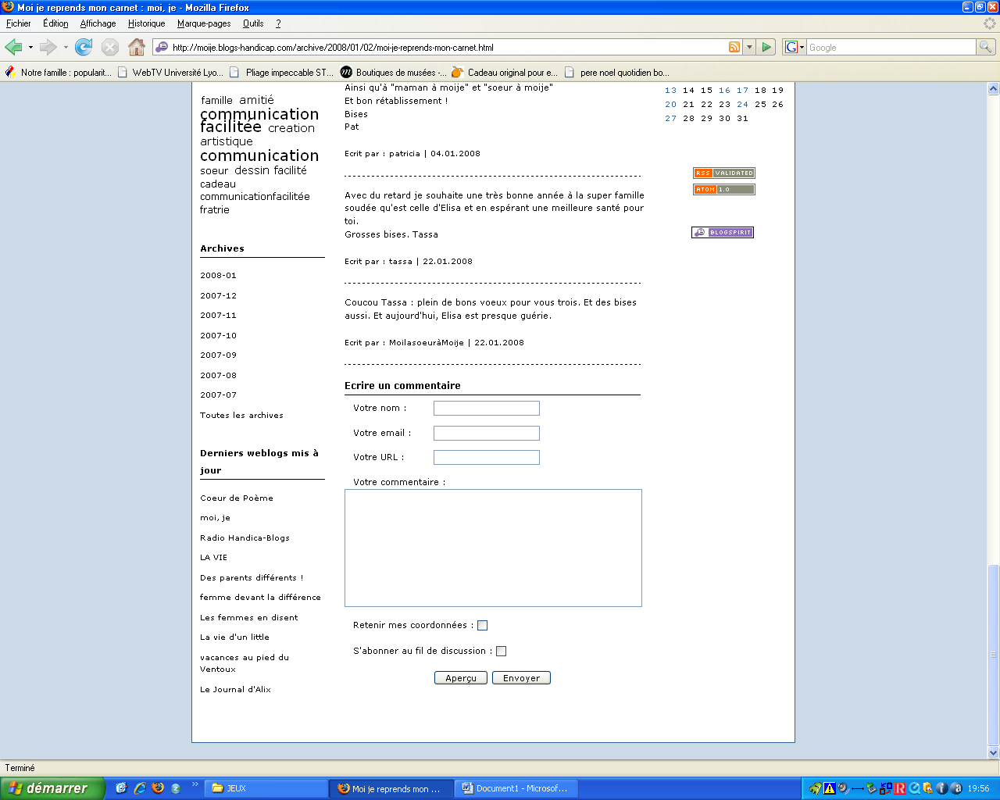 Moi je reprends mon carnet : moi, je - Mozilla Firefox
Fichier Édition Affichage Historique Marque-pages Outils ?
http://moije.blogs-handicap.com/archive/2008/01/02/moi-je-reprends-mon-carnet.html
G Google
Notre famille : popularit... WebTV Université Lyo... Pliage impeccable ST... Boutiques de musées -... Cadeau original pour e... pere noel quotidien bo...
famille amitié
communication
facilitée creation
artistique
communication
soeur dessin facilité
cadeau
communicationfacilitée
fratrie
Archives
2008-01
2007-12
2007-11
2007-10
2007-09
2007-08
2007-07
Toutes les archives
Derniers weblogs mis à
jour
Coeur de Poème
moi, je
Radio Handica-Blogs
LA VIE
Des parents différents !
femme devant la différence
Les femmes en disent
La vie d'un little
vacances au pied du
Ventoux
Le Journal d'Alix
Ainsi qu'à "maman à moije" et "soeur à moije"
Et bon rétablissement !
Bises
Pat
Ecrit par : patricia | 04.01.2008
Avec du retard je souhaite une très bonne année à la super famille
soudée qu'est celle d'Elisa et en espérant une meilleure santé pour
toi.
Grosses bises. Tassa
Ecrit par : tassa | 22.01.2008
Coucou Tassa : plein de bons voeux pour vous trois. Et des bises
aussi. Et aujourd'hui, Elisa est presque guérie.
Ecrit par : MoilasoeuràMoije | 22.01.2008
Ecrire un commentaire
Votre nom :
Votre email :
Votre URL :
Votre commentaire :
Retenir mes coordonnées :
S'abonner au fil de discussion :
Aperçu Envoyer
13 14 15 16 17 18 19
20 21 22 23 24 25 26
27 28 29 30 31
RSS VALIDATED
ATOM 1.0
BLOGSPIRIT
Terminé
démarrer
JEUX
Moi je reprends mon ...
Document1 - Microsof...
19:56